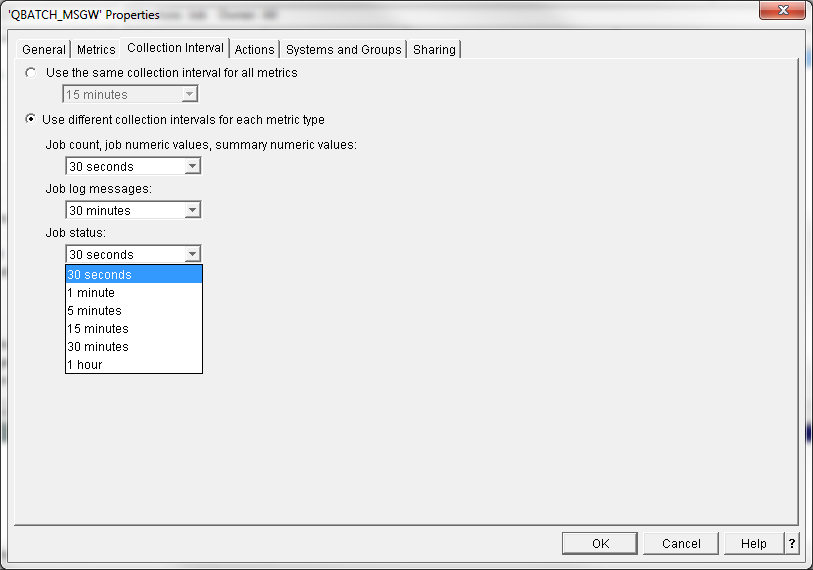 'QBATCH_MSGW' Properties
General Metrics Collection Interval Actions Systems and Groups Sharing
Use the same collection interval for all metrics
15 minutes
Use different collection intervals for each metric type
Job count, job numeric values, summary numeric values:
30 seconds
Job log messages:
30 minutes
Job status:
30 seconds
30 seconds
1 minute
5 minutes
15 minutes
30 minutes
1 hour
OK Cancel Help ?